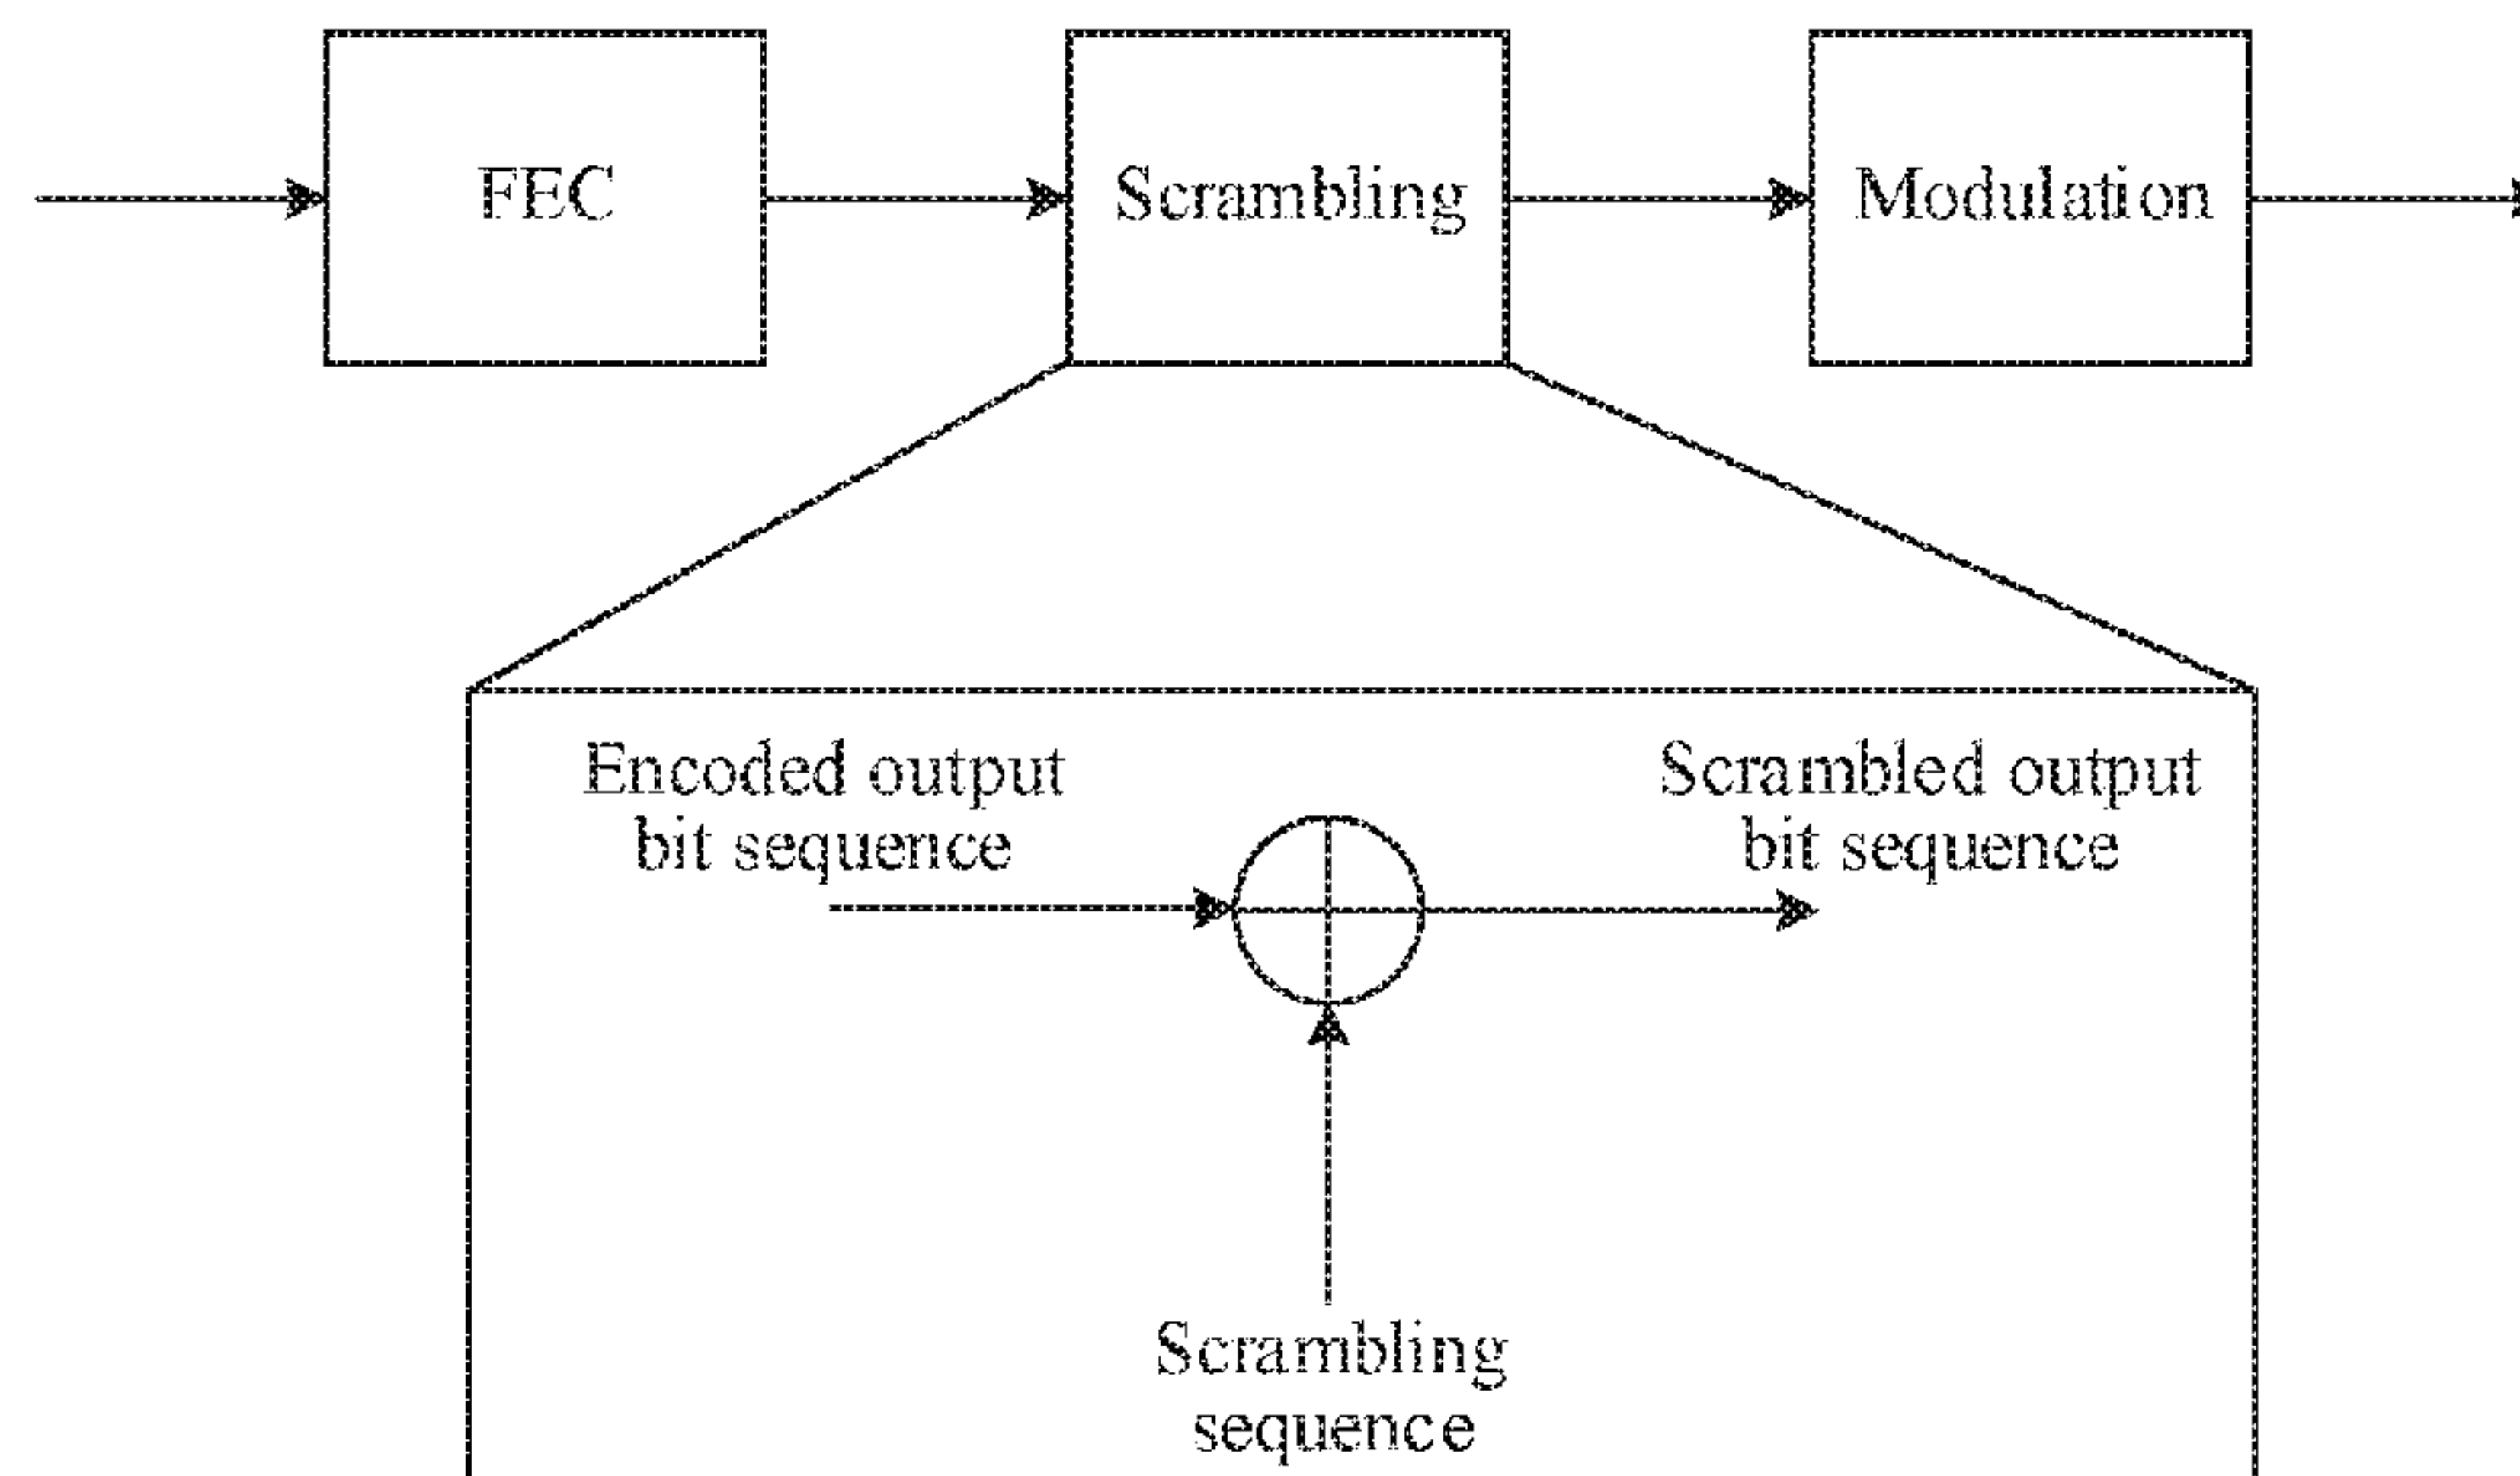 FEC
Scrambling
Modulation
Encoded output
bit sequence
Scrambled output
bit sequence
Scrambling
sequence